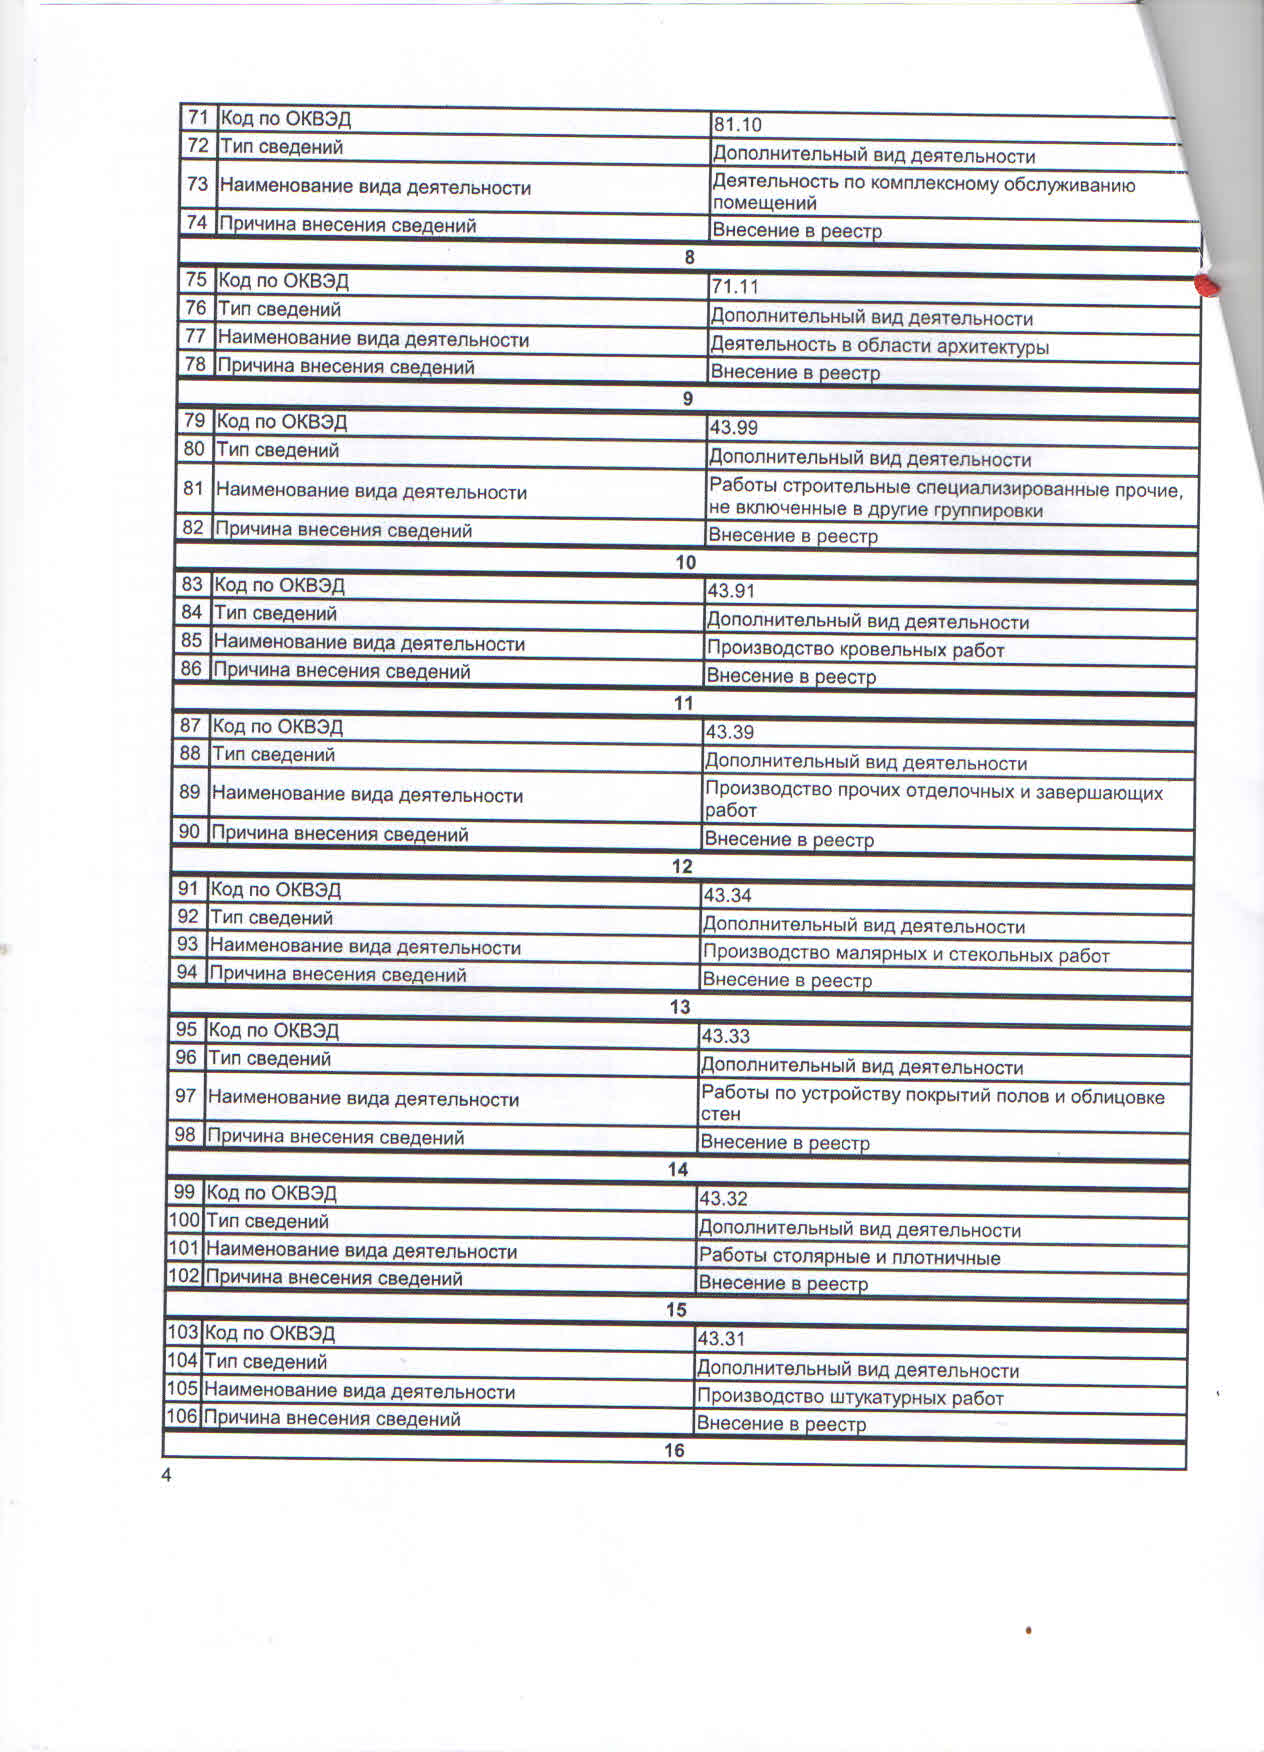 71 Код по ОКВЭД 81.10
72 Тип сведений Дополнительный вид деятельности
73 Наименование вида деятельности Деятельность по комплексному обслуживанию
помещений
74 Причина внесения сведений Внесение в реестр
8
75 Код по ОКВЭД 71.11
76 Тип сведений Дополнительный вид деятельности
77 Наименование вида деятельности Деятельность в области архитектуры
78 Причина внесения сведений Внесение в реестр
9
79 Код по ОКВЭД 43.99
80 Тип сведений Дополнительный вид деятельности
81 Наименование вида деятельности Работы строительные специализированные прочие,
не включенные в другие группировки
82 Причина внесения сведений Внесение в реестр
10
83 Код по ОКВЭД 43.91
84 Тип сведений Дополнительный вид деятельности
85 Наименование вида деятельности Производство кровельных работ
86 Причина внесения сведений Внесение в реестр
11
87 Код по ОКВЭД 43.39
88 Тип сведений Дополнительный вид деятельности
89 Наименование вида деятельности Производство прочих отделочных и завершающих
работ
90 Причина внесения сведений Внесение в реестр
12
91 Код по ОКВЭД 43.34
92 Тип сведений Дополнительный вид деятельности
93 Наименование вида деятельности Производство малярных и стекольных работ
94 Причина внесения сведений Внесение в реестр
13
95 Код по ОКВЭД 43.33
96 Тип сведений Дополнительный вид деятельности
97 Наименование вида деятельности Работы по устройству покрытий полов и облицовке
стен
98 Причина внесения сведений Внесение в реестр
14
99 Код по ОКВЭД 43.32
100 Тип сведений Дополнительный вид деятельности
101 Наименование вида деятельности Работы столярные и плотничные
102 Причина внесения сведений Внесение в реестр
15
103 Код по ОКВЭД 43.31
104 Тип сведений Дополнительный вид деятельности
105 Наименование вида деятельности Производство штукатурных работ
106 Причина внесения сведений Внесение в реестр
16
4